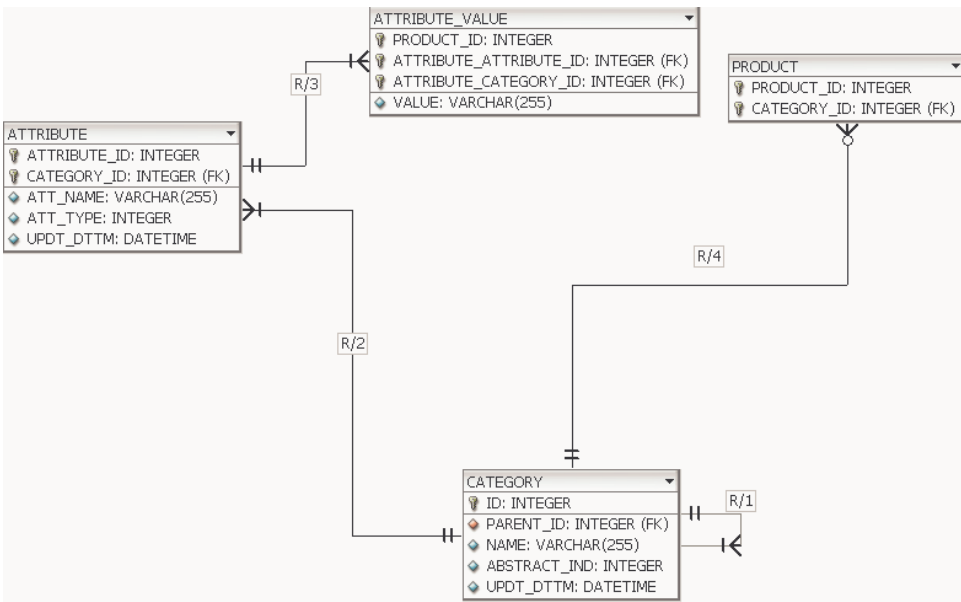 ATTRIBUTE_VALUE
PRODUCT_ID: INTEGER
ATTRIBUTE_ATTRIBUTE_ID: INTEGER (FK)
ATTRIBUTE_CATEGORY_ID: INTEGER (FK)
VALUE: VARCHAR(255)
PRODUCT
PRODUCT_ID: INTEGER
CATEGORY_ID: INTEGER (FK)
R/3
ATTRIBUTE
ATTRIBUTE_ID: INTEGER
CATEGORY_ID: INTEGER (FK)
ATT_NAME: VARCHAR(255)
ATT_TYPE: INTEGER
UPDT_DTTM: DATETIME
R/4
R/2
CATEGORY
ID: INTEGER
PARENT_ID: INTEGER (FK)
NAME: VARCHAR(255)
ABSTRACT_IND: INTEGER
UPDT_DTTM: DATETIME
R/1